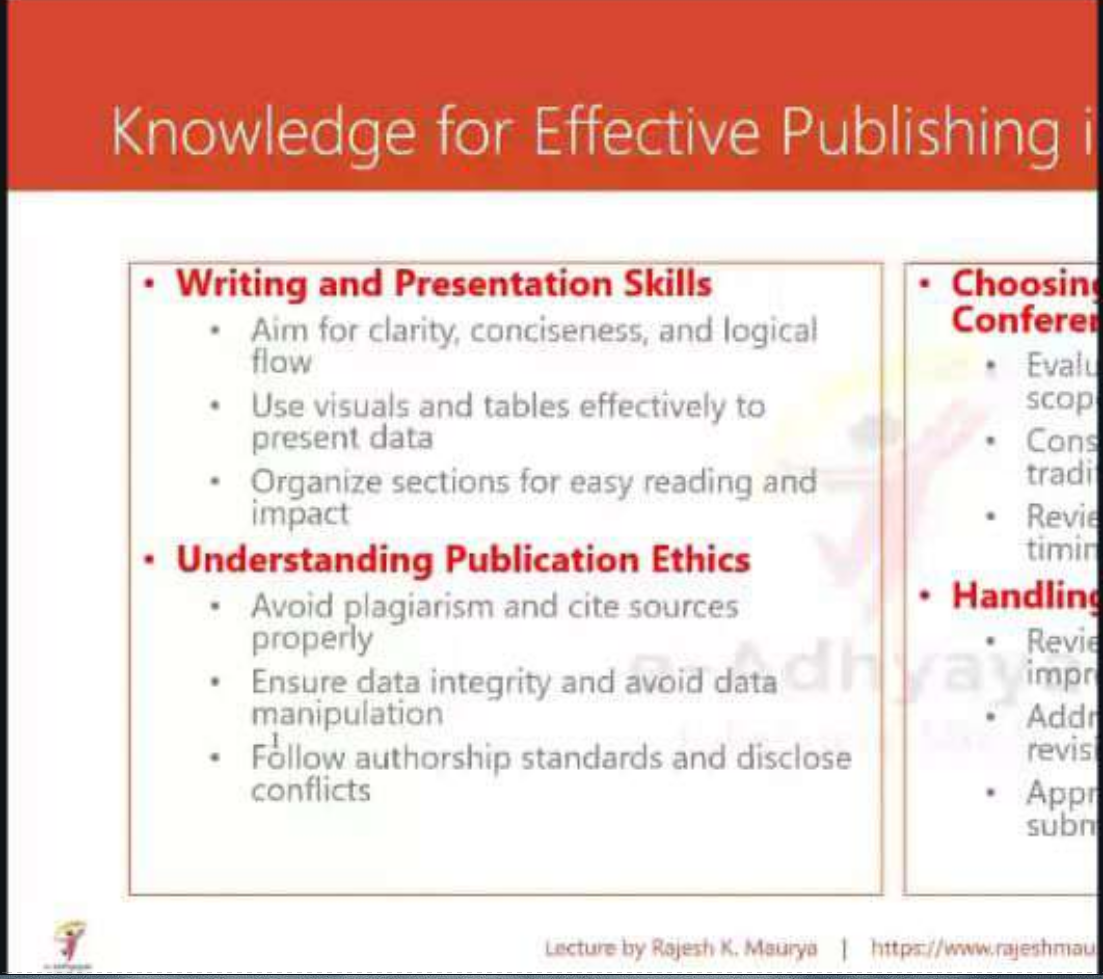 Knowledge for Effective Publishing i
• Writing and Presentation Skills
• Aim for clarity, conciseness, and logical
flow
• Use visuals and tables effectively to
present data
• Organize sections for easy reading and
impact
• Understanding Publication Ethics
• Avoid plagiarism and cite sources
properly
• Ensure data integrity and avoid data
manipulation
• Follow authorship standards and disclose
conflicts
• Choosing
Conferen
• Evalu
scop
• Cons
tradi
• Revie
timin
• Handling
• Revie
impr
• Addr
revisi
• Appr
subm
e-Adhyaya
Lecture by Rajesh K. Maurya | https://www.rajeshmau